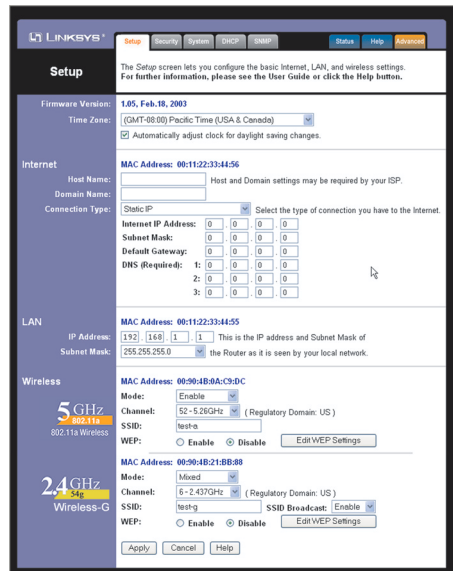 LINKSYS®
Setup Security System DHCP SNMP Status Help Advanced
Setup
The Setup screen lets you configure the basic Internet, LAN, and wireless settings.
For further information, please see the User Guide or click the Help button.
Firmware Version: 1.05, Feb.18, 2003
Time Zone: (GMT-08:00) Pacific Time (USA & Canada)
Automatically adjust clock for daylight saving changes.
Internet MAC Address: 00:11:22:33:44:56
Host Name: Host and Domain settings may be required by your ISP.
Domain Name:
Connection Type: Static IP Select the type of connection you have to the Internet.
Internet IP Address: 0 . 0 . 0 . 0
Subnet Mask: 0 . 0 . 0 . 0
Default Gateway: 0 . 0 . 0 . 0
DNS (Required): 1: 0 . 0 . 0 . 0
2: 0 . 0 . 0 . 0
3: 0 . 0 . 0 . 0
LAN MAC Address: 00:11:22:33:44:55
IP Address: 192 . 168 . 1 . 1 This is the IP address and Subnet Mask of
Subnet Mask: 255.255.255.0 the Router as it is seen by your local network.
Wireless MAC Address: 00:90:4B:0A:C9:DC
5 GHz
802.11a
802.11a Wireless
Mode: Enable
Channel: 52 - 5.26GHz ( Regulatory Domain: US )
SSID: test-a
WEP: Enable Disable Edit WEP Settings
MAC Address: 00:90:4B:21:BB:88
2.4 GHz
54g
Wireless-G
Mode: Mixed
Channel: 6 - 2.437GHz ( Regulatory Domain: US )
SSID: test-g SSID Broadcast: Enable
WEP: Enable Disable Edit WEP Settings
Apply Cancel Help